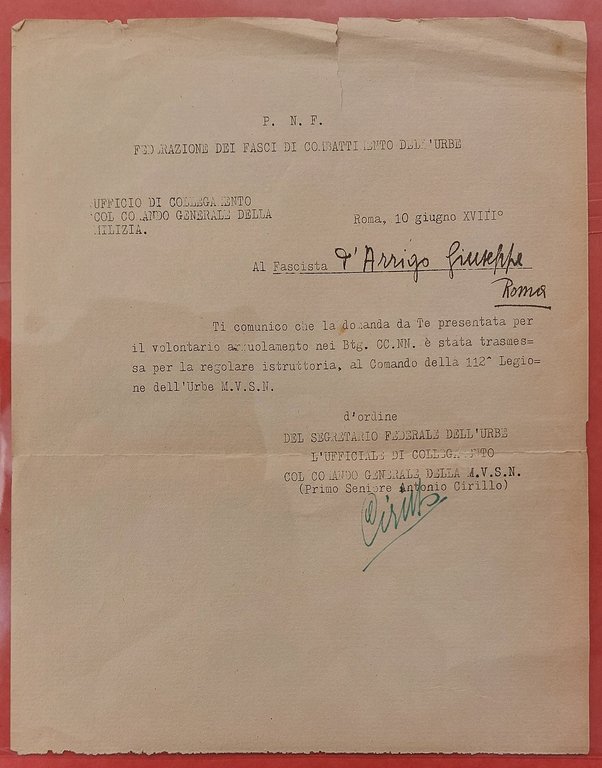 P. N. F.
FEDERAZIONE DEI FASCI DI COMBATTIMENTO DELL'URBE
UFFICIO DI COLLEGAMENTO
COL COMANDO GENERALE DELLA
MILIZIA.
Roma, 10 giugno XVIII°
Al Fascista d'Arrigo Giuseppe
Roma
Ti comunico che la domanda da Te presentata per
il volontario arruolamento nei Btg. CC.NN. è stata trasmes=
sa per la regolare istruttoria, al Comando della 112^ Legio=
ne dell'Urbe M.V.S.N.
d'ordine
DEL SEGRETARIO FEDERALE DELL'URBE
L'UFFICIALE DI COLLEGAMENTO
COL COMANDO GENERALE DELLA M.V.S.N.
(Primo Seniore Antonio Cirillo)
Cirillo